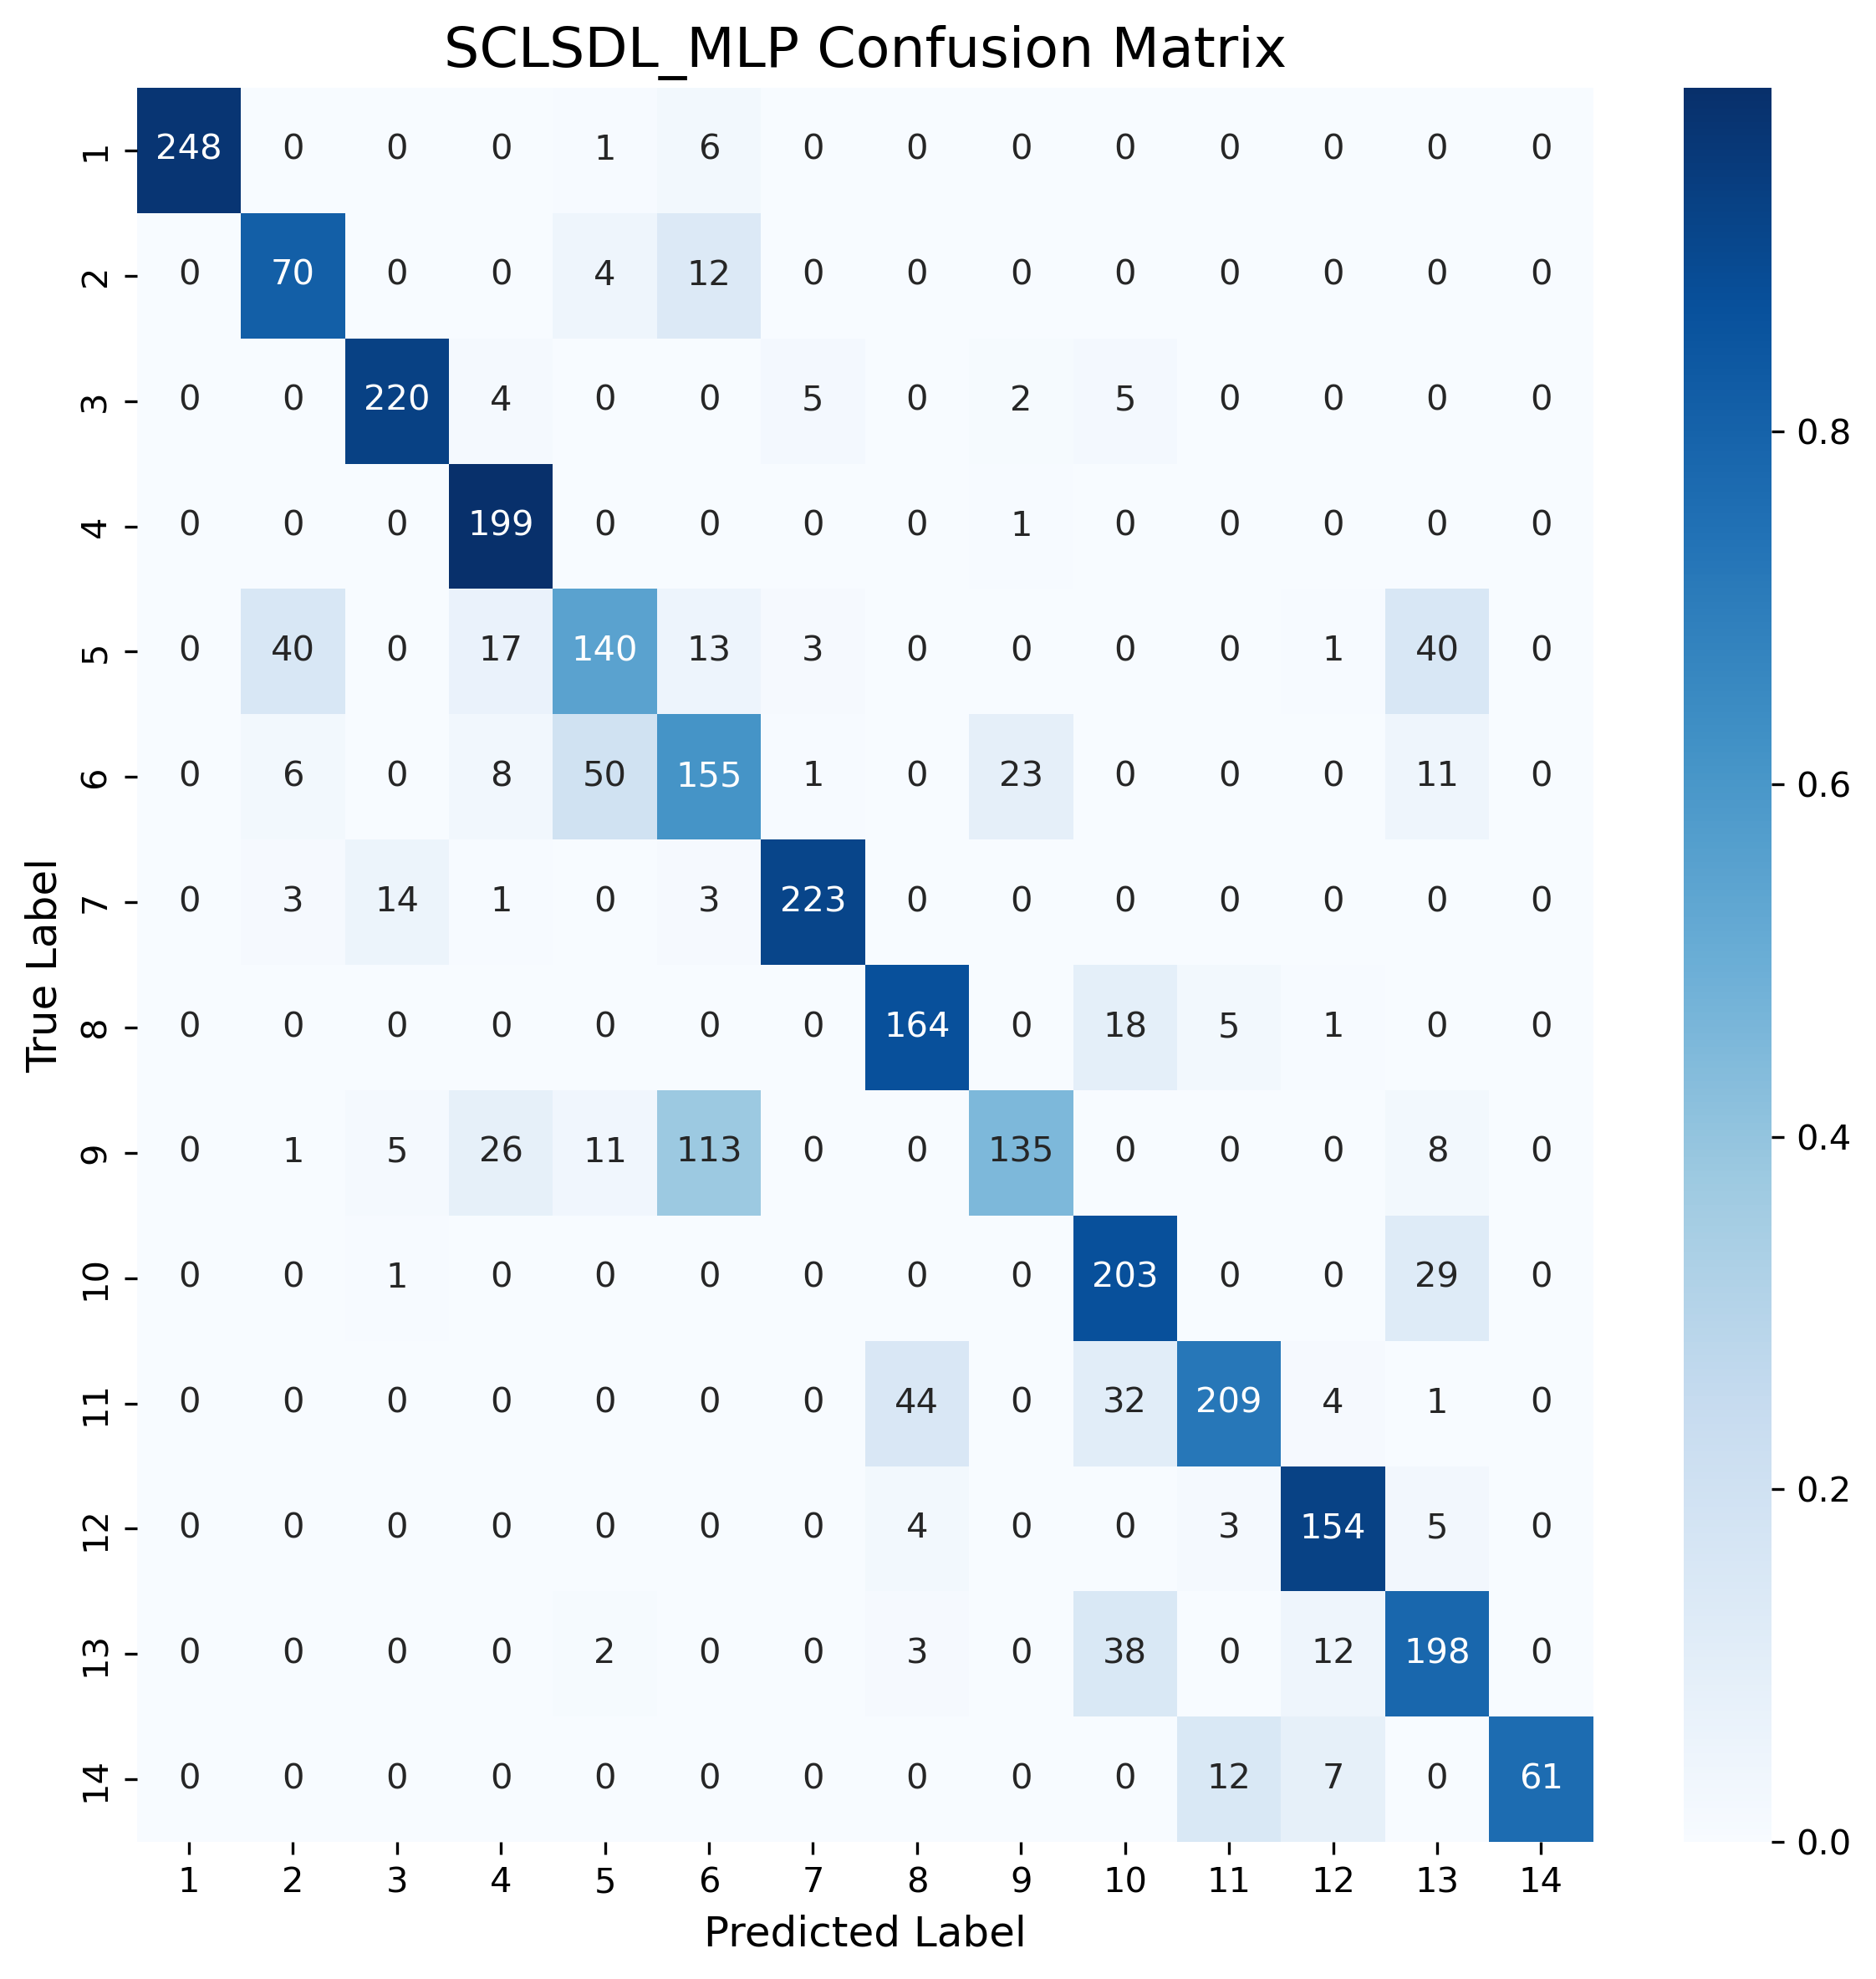 SCLSDL_MLP Confusion Matrix
1 248 0 0 0 1 6 0 0 0 0 0 0 0 0
2 0 70 0 0 4 12 0 0 0 0 0 0 0 0
3 0 0 220 4 0 0 5 0 2 5 0 0 0 0
4 0 0 0 199 0 0 0 0 1 0 0 0 0 0
5 0 40 0 17 140 13 3 0 0 0 0 1 40 0
6 0 6 0 8 50 155 1 0 23 0 0 0 11 0
7 0 3 14 1 0 3 223 0 0 0 0 0 0 0
8 0 0 0 0 0 0 0 164 0 18 5 1 0 0
9 0 1 5 26 11 113 0 0 135 0 0 0 8 0
10 0 0 1 0 0 0 0 0 0 203 0 0 29 0
11 0 0 0 0 0 0 0 44 0 32 209 4 1 0
12 0 0 0 0 0 0 0 4 0 0 3 154 5 0
13 0 0 0 0 2 0 0 3 0 38 0 12 198 0
14 0 0 0 0 0 0 0 0 0 0 12 7 0 61
1 2 3 4 5 6 7 8 9 10 11 12 13 14
Predicted Label
True Label
0.8
0.6
0.4
0.2
0.0